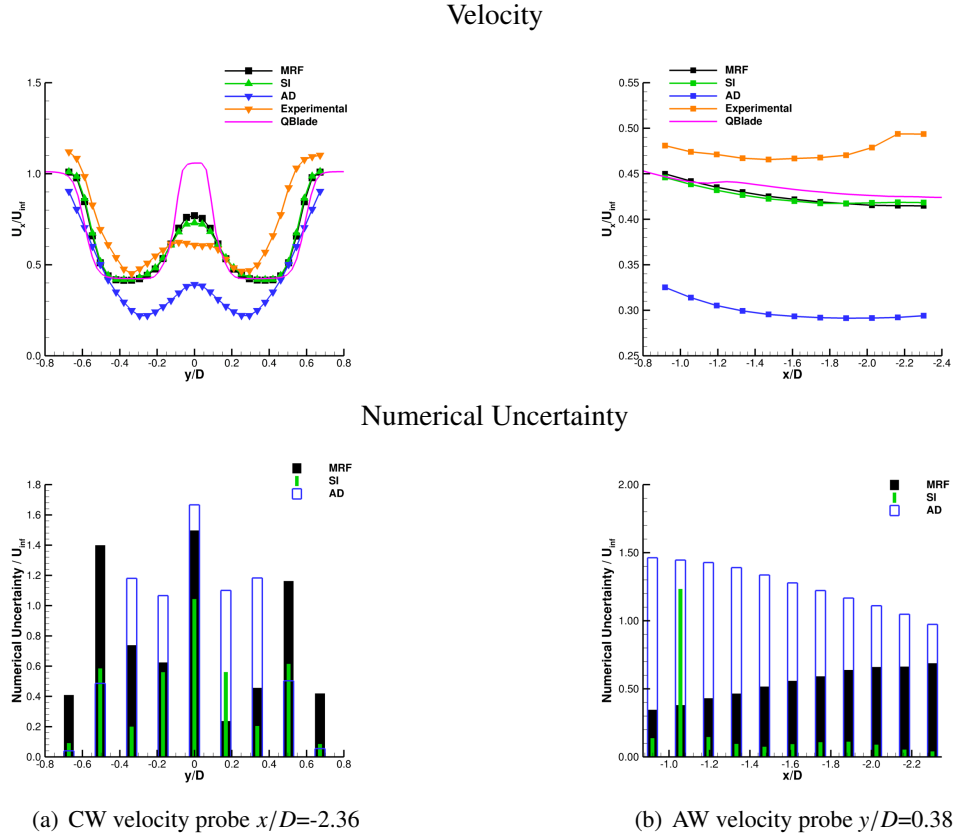 Velocity
MRF
SI
AD
Experimental
QBlade
1.5
1.0
0.5
0.0
U_x/U_inf
-0.8 -0.6 -0.4 -0.2 0 0.2 0.4 0.6 0.8
y/D
MRF
SI
AD
Experimental
QBlade
0.55
0.50
0.45
0.40
0.35
0.30
0.25
U_x/U_inf
-0.8 -1.0 -1.2 -1.4 -1.6 -1.8 -2.0 -2.2 -2.4
x/D
Numerical Uncertainty
MRF
SI
AD
1.8
1.6
1.4
1.2
1.0
0.8
0.6
0.4
0.2
0.0
Numerical Uncertainty / U_inf
-0.8 -0.6 -0.4 -0.2 0 0.2 0.4 0.6 0.8
y/D
MRF
SI
AD
2.00
1.50
1.00
0.50
0.00
Numerical Uncertainty / U_inf
-1.0 -1.2 -1.4 -1.6 -1.8 -2.0 -2.2
x/D
(a) CW velocity probe x/D=-2.36
(b) AW velocity probe y/D=0.38